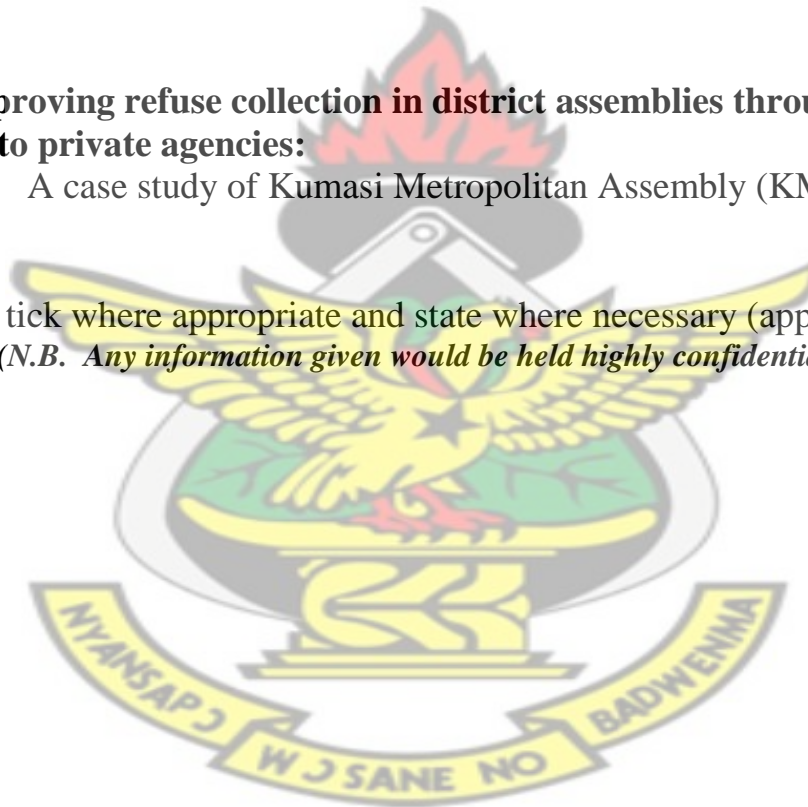 proving refuse collection in district assemblies throu
to private agencies:
A case study of Kumasi Metropolitan Assembly (KM
tick where appropriate and state where necessary (app
(N.B. Any information given would be held highly confidentia
NYANSAPƆ
WƆSANE NO
BADWENMA